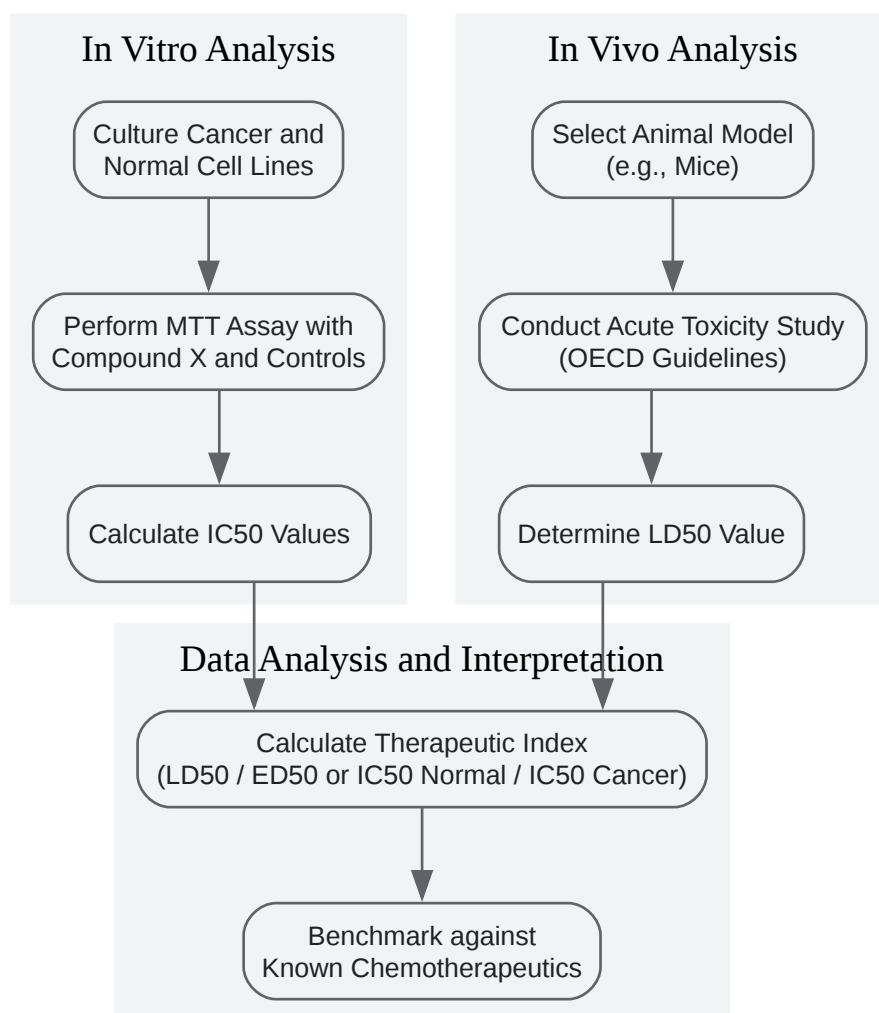 In Vitro Analysis
Culture Cancer and
Normal Cell Lines
Perform MTT Assay with
Compound X and Controls
Calculate IC50 Values
In Vivo Analysis
Select Animal Model
(e.g., Mice)
Conduct Acute Toxicity Study
(OECD Guidelines)
Determine LD50 Value
Data Analysis and Interpretation
Calculate Therapeutic Index
(LD50 / ED50 or IC50 Normal / IC50 Cancer)
Benchmark against
Known Chemotherapeutics